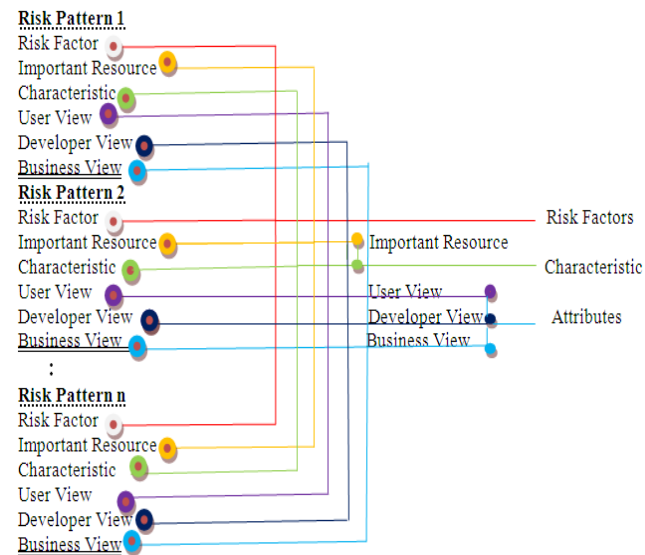 Risk Pattern 1
Risk Factor
Important Resource
Characteristic
User View
Developer View
Business View
Risk Pattern 2
Risk Factor
Important Resource
Characteristic
User View
Developer View
Business View
:
Risk Pattern n
Risk Factor
Important Resource
Characteristic
User View
Developer View
Business View
Important Resource
User View
Developer View
Business View
Risk Factors
Characteristic
Attributes